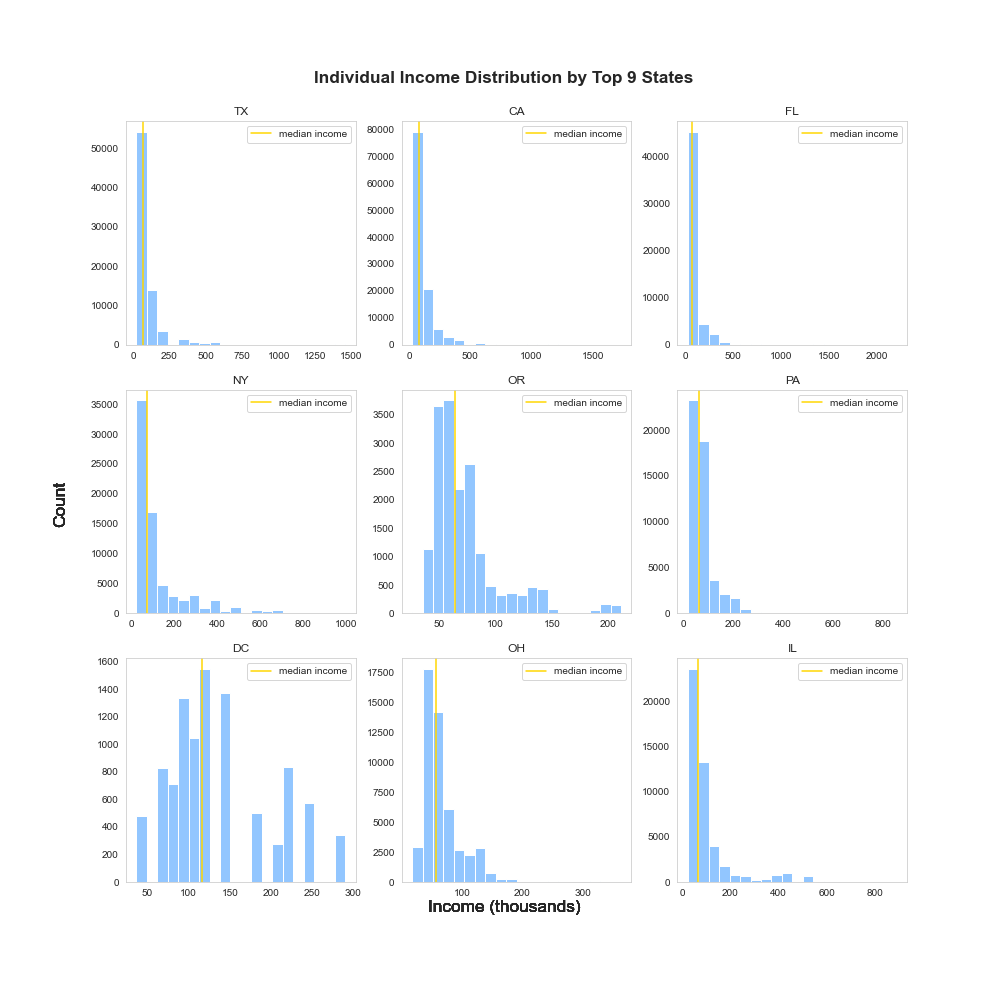 Individual Income Distribution by Top 9 States
TX
CA
FL
median income
median income
median income
50000
40000
30000
20000
10000
0
80000
70000
60000
50000
40000
30000
20000
10000
0
40000
30000
20000
10000
0
0 250 500 750 1000 1250 1500
0 500 1000 1500
0 500 1000 1500 2000
NY
OR
PA
median income
median income
median income
35000
30000
25000
20000
15000
10000
5000
0
3500
3000
2500
2000
1500
1000
500
0
20000
15000
10000
5000
0
0 200 400 600 800 1000
50 100 150 200
0 200 400 600 800
Count
DC
OH
IL
median income
median income
median income
1600
1400
1200
1000
800
600
400
200
0
17500
15000
12500
10000
7500
5000
2500
0
20000
15000
10000
5000
0
50 100 150 200 250 300
100 200 300
0 200 400 600 800
Income (thousands)